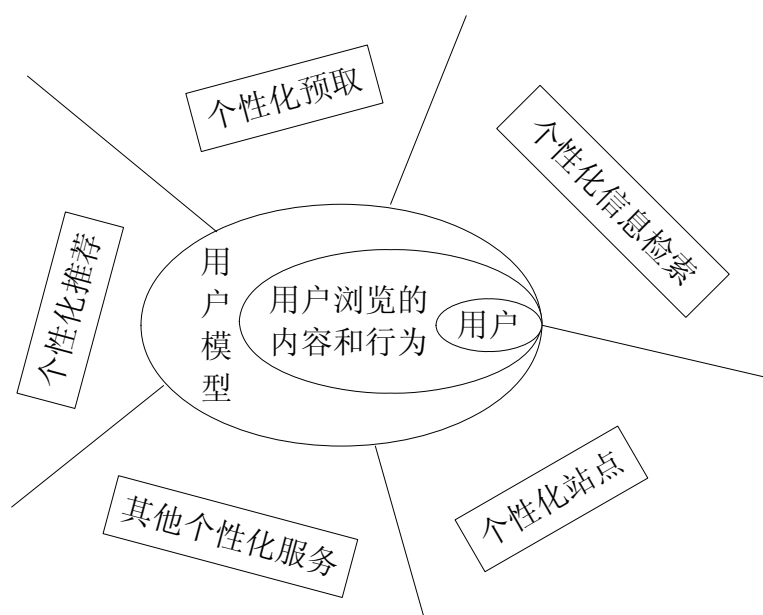 个性化预取
个性化信息检索
个性化推荐
用户模型
用户浏览的
内容和行为
用户
个性化站点
其他个性化服务